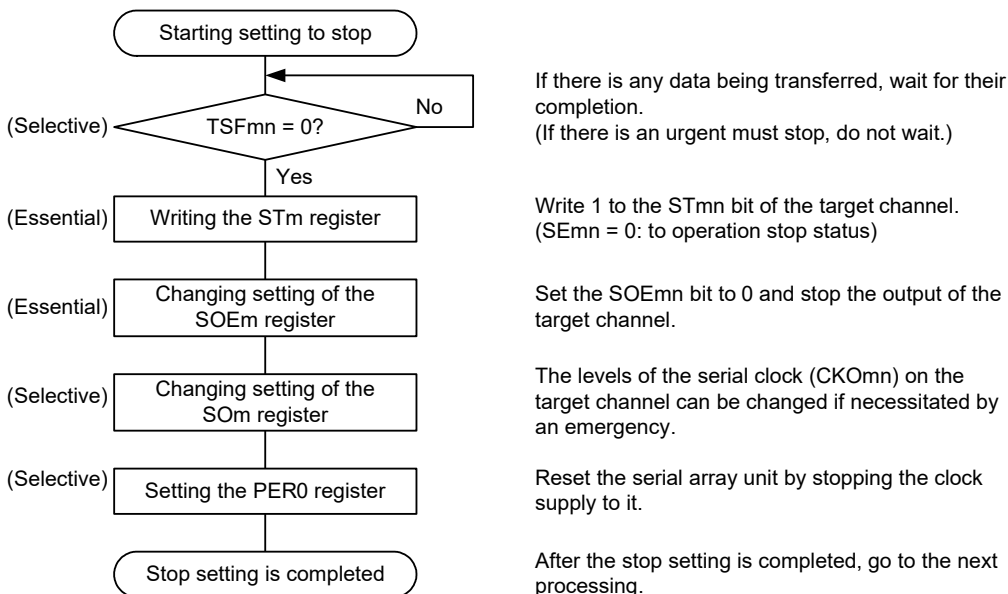 Starting setting to stop
No
(Selective)
TSFmn = 0?
If there is any data being transferred, wait for their
completion.
(If there is an urgent must stop, do not wait.)
Yes
(Essential)
Writing the STm register
Write 1 to the STmn bit of the target channel.
(SEmn = 0: to operation stop status)
(Essential)
Changing setting of the
SOEm register
Set the SOEmn bit to 0 and stop the output of the
target channel.
(Selective)
Changing setting of the
SOm register
The levels of the serial clock (CKOmn) on the
target channel can be changed if necessitated by
an emergency.
(Selective)
Setting the PER0 register
Reset the serial array unit by stopping the clock
supply to it.
Stop setting is completed
After the stop setting is completed, go to the next
processing.